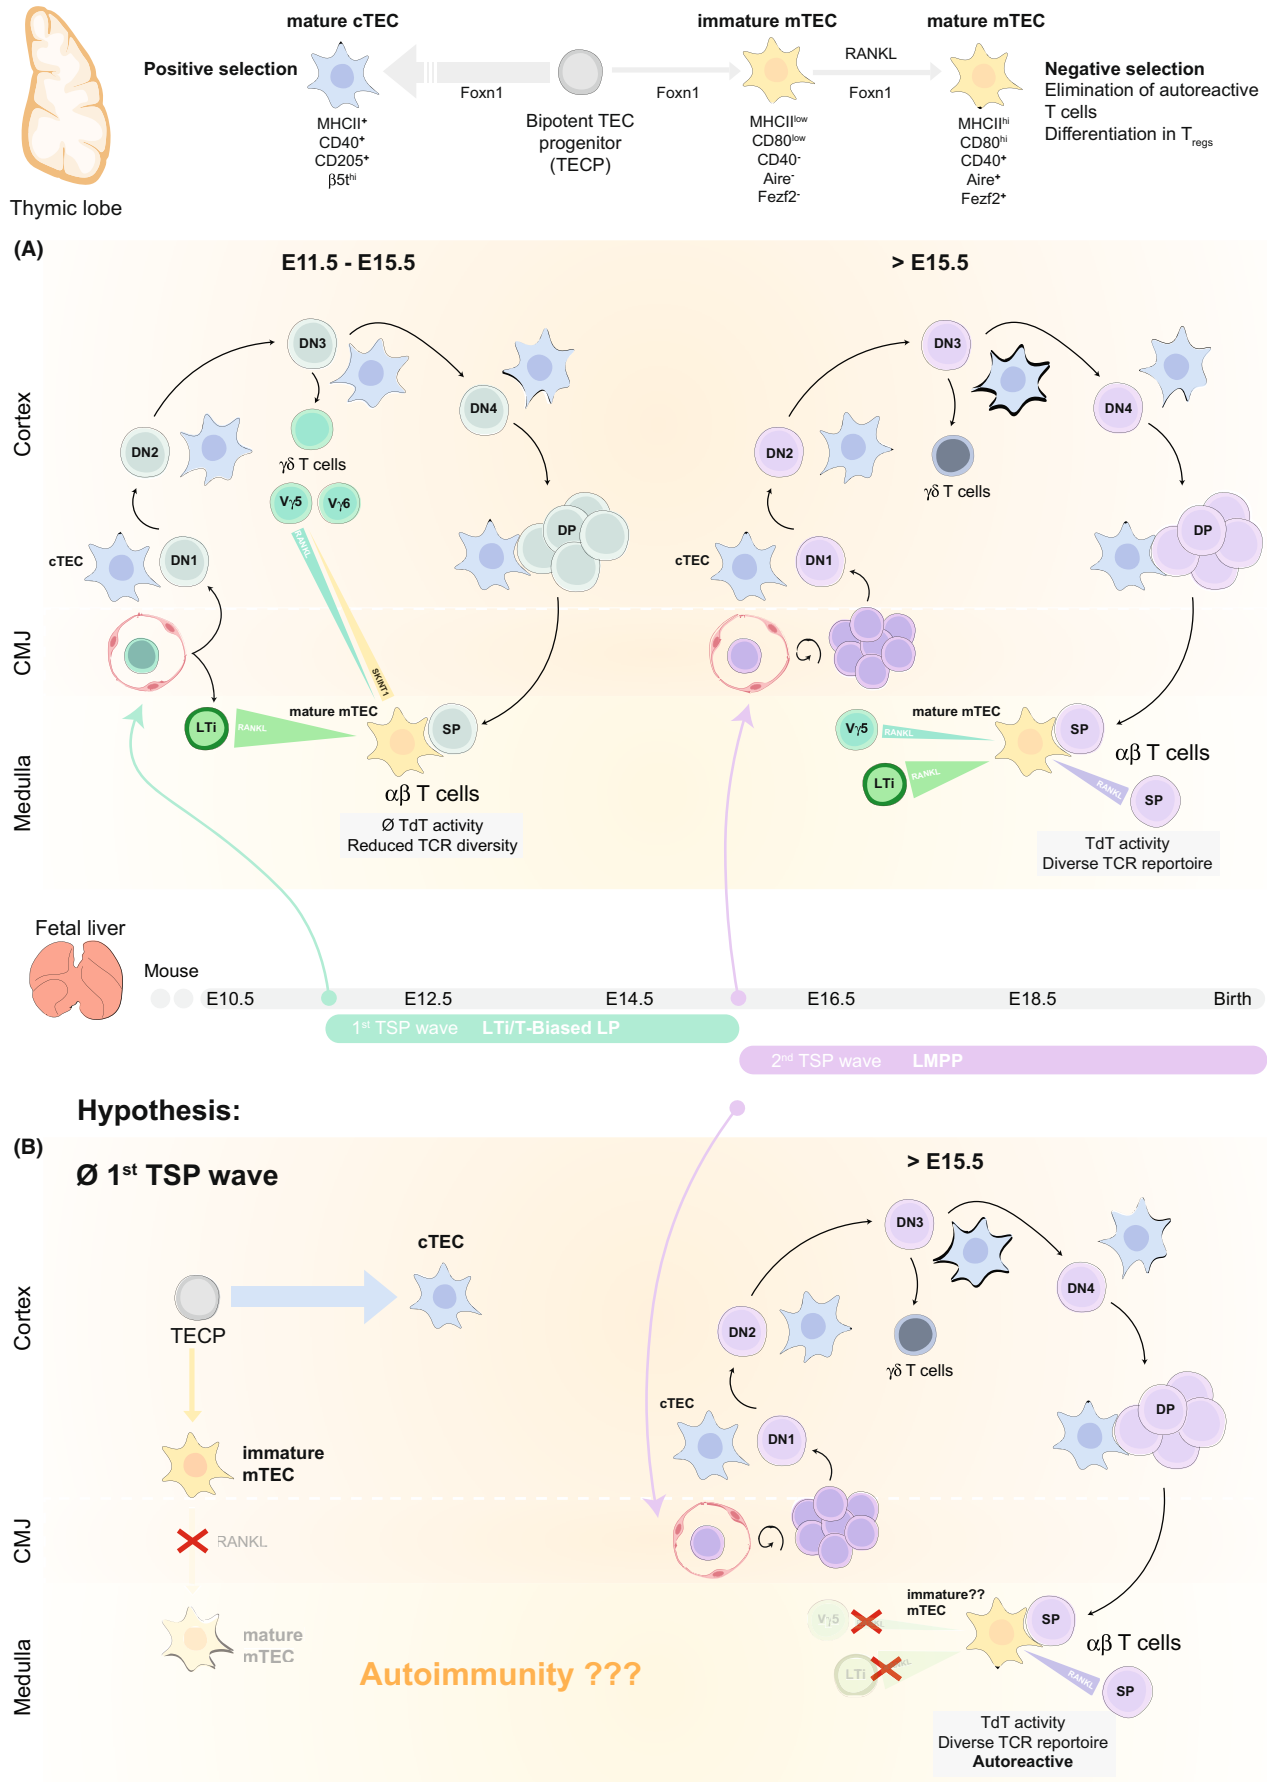 mature cTEC
immature mTEC
mature mTEC
Positive selection
Foxn1
Foxn1
RANKL
Foxn1
Negative selection
Elimination of autoreactive
T cells
Differentiation in Tregs
MHCII⁺
CD40⁺
CD205⁺
β5tʰⁱ
Bipotent TEC
progenitor
(TECP)
MHCIIˡᵒʷ
CD80ˡᵒʷ
CD40⁻
Aire⁻
Fezf2⁻
MHCIIʰⁱ
CD80ʰⁱ
CD40⁺
Aire⁺
Fezf2⁺
Thymic lobe
(A)
E11.5 - E15.5
> E15.5
Cortex
CMJ
Medulla
DN3
DN4
DN2
γδ T cells
Vγ5
Vγ6
RANKL
SKINT1
DP
cTEC
DN1
LTi
RANKL
mature mTEC
SP
αβ T cells
Ø TdT activity
Reduced TCR diversity
DN3
DN4
DN2
γδ T cells
DP
cTEC
DN1
Vγ5
RANKL
mature mTEC
SP
αβ T cells
LTi
RANKL
RANKL
SP
TdT activity
Diverse TCR reportoire
Fetal liver
Mouse
E10.5
E12.5
E14.5
E16.5
E18.5
Birth
1ˢᵗ TSP wave LTi/T-Biased LP
2ⁿᵈ TSP wave LMPP
Hypothesis:
(B)
Ø 1ˢᵗ TSP wave
> E15.5
Cortex
CMJ
Medulla
cTEC
TECP
immature
mTEC
RANKL
mature
mTEC
Autoimmunity ???
DN3
DN4
DN2
γδ T cells
DP
cTEC
DN1
immature??
mTEC
Vγ5
SP
αβ T cells
LTi
RANKL
SP
TdT activity
Diverse TCR reportoire
Autoreactive